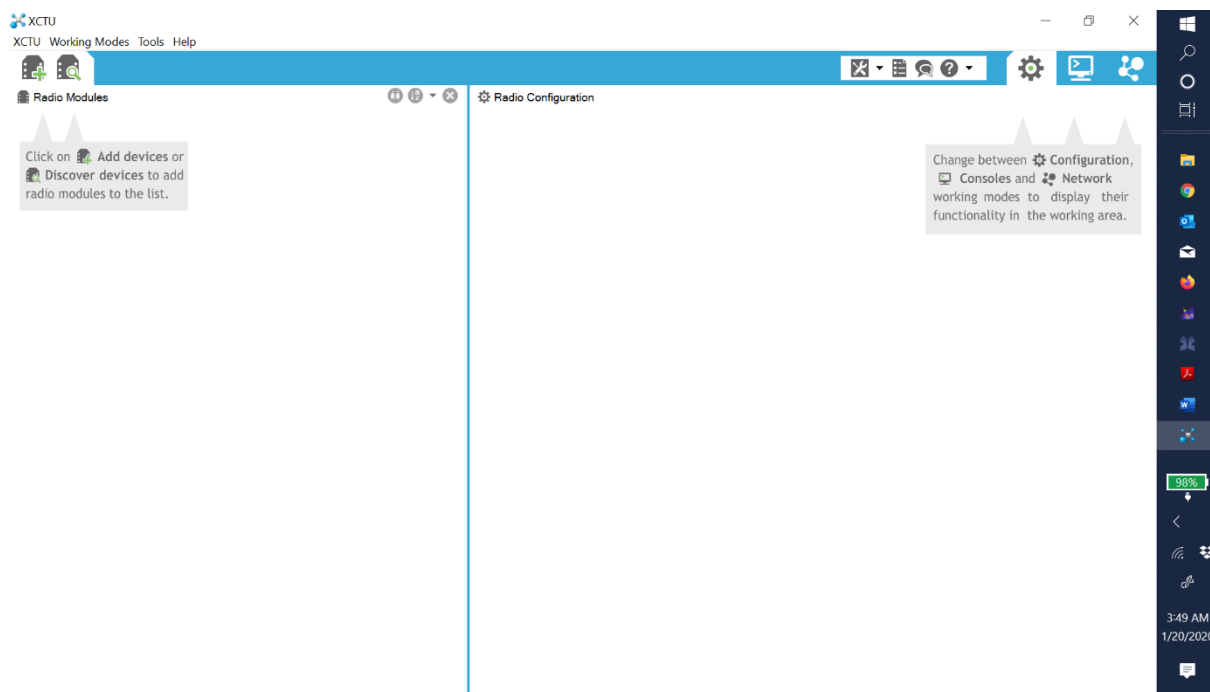 XCTU
XCTU Working Modes Tools Help
Radio Modules
Radio Configuration
Click on Add devices or
Discover devices to add
radio modules to the list.
Change between Configuration,
Consoles and Network
working modes to display their
functionality in the working area.
98%
3:49 AM
1/20/2020